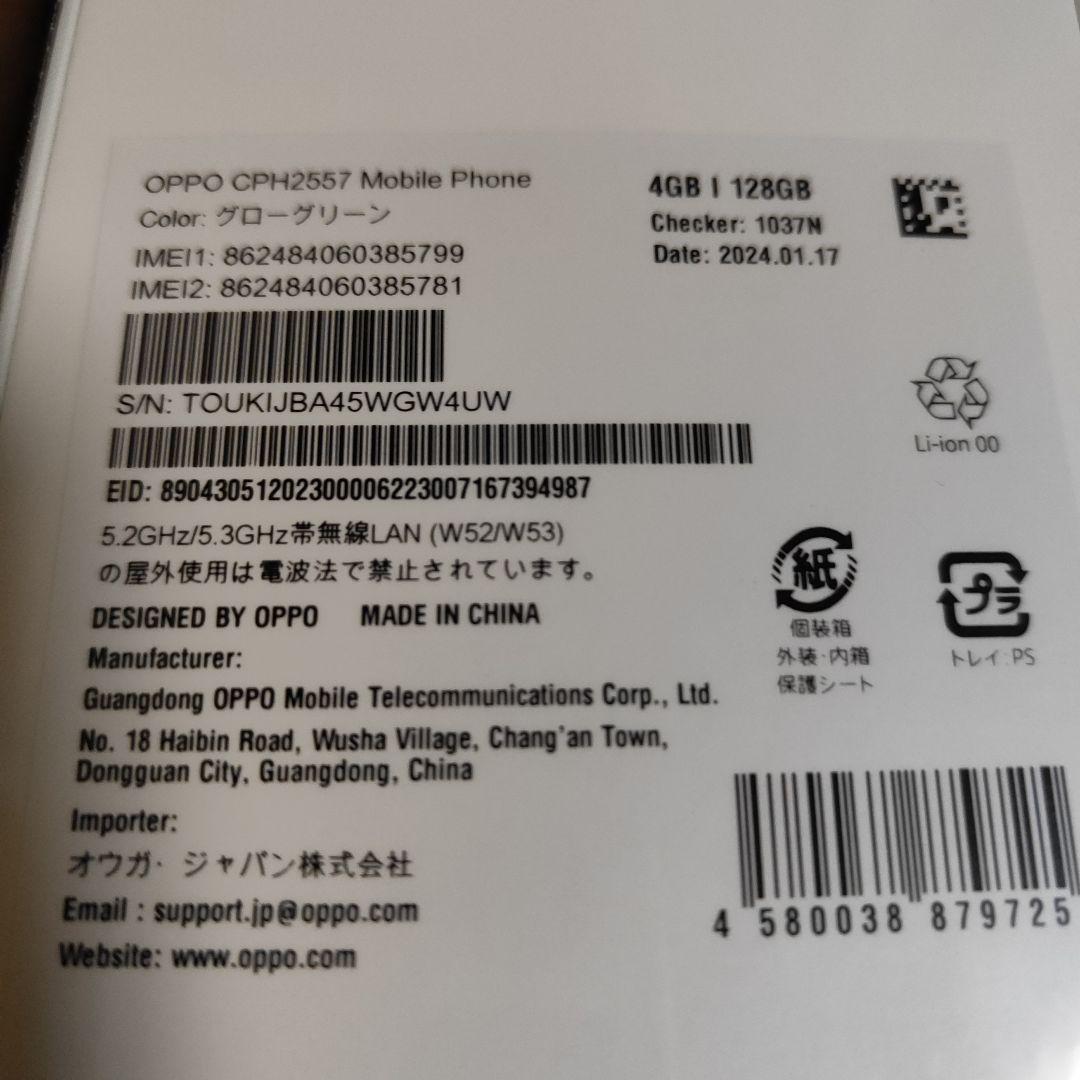 OPPO CPH2557 Mobile Phone
Color: グローグリーン
IMEI1: 862484060385799
IMEI2: 862484060385781
4GB | 128GB
Checker: 1037N
Date: 2024.01.17
S/N: TOUKIJBA45WGW4UW
EID: 89043051202300006223007167394987
5.2GHz/5.3GHz帯無線LAN (W52/W53)
の屋外使用は電波法で禁止されています。
DESIGNED BY OPPO MADE IN CHINA
Manufacturer:
Guangdong OPPO Mobile Telecommunications Corp., Ltd.
No. 18 Haibin Road, Wusha Village, Chang'an Town,
Dongguan City, Guangdong, China
Importer:
オウガ・ジャパン株式会社
Email : support.jp@oppo.com
Website: www.oppo.com
Li-ion 00
紙
個装箱
外装・内箱
保護シート
プラ
トレイ:PS
4 580038 879725